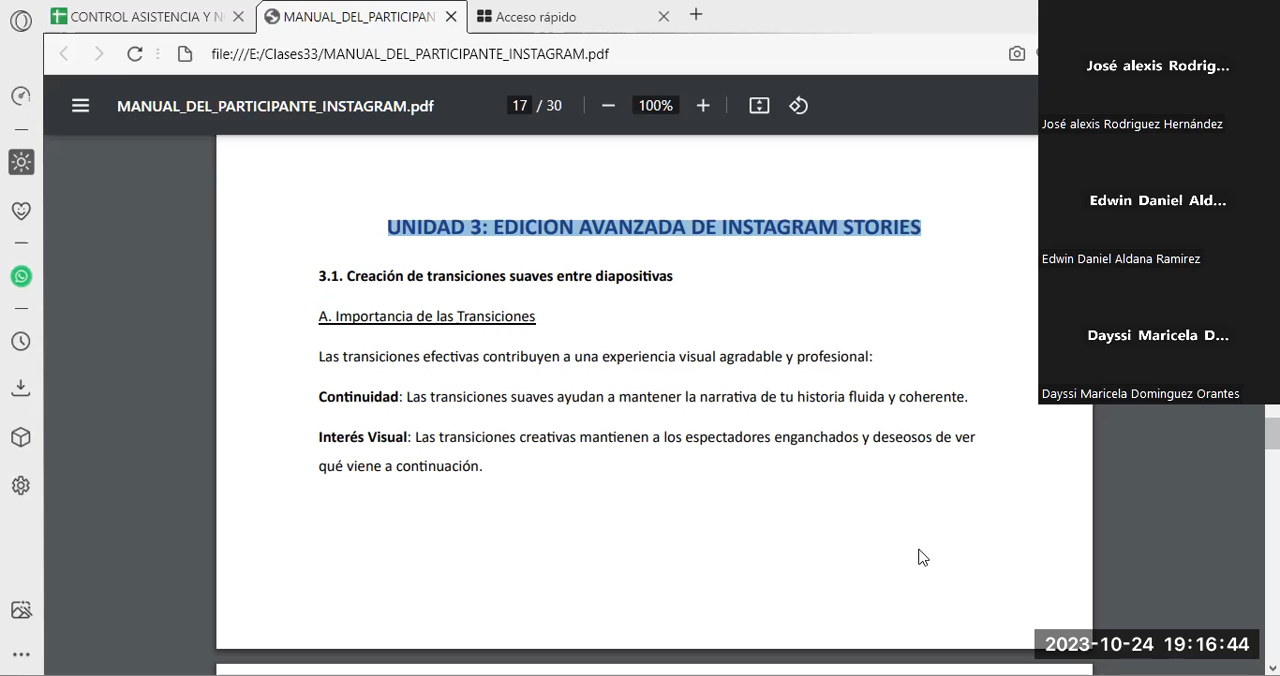 CONTROL ASISTENCIA Y N
MANUAL_DEL_PARTICIPAN
Acceso rápido
file:///E:/Clases33/MANUAL_DEL_PARTICIPANTE_INSTAGRAM.pdf
MANUAL_DEL_PARTICIPANTE_INSTAGRAM.pdf
17 / 30
100%
UNIDAD 3: EDICION AVANZADA DE INSTAGRAM STORIES
3.1. Creación de transiciones suaves entre diapositivas
A. Importancia de las Transiciones
Las transiciones efectivas contribuyen a una experiencia visual agradable y profesional:
Continuidad: Las transiciones suaves ayudan a mantener la narrativa de tu historia fluida y coherente.
Interés Visual: Las transiciones creativas mantienen a los espectadores enganchados y deseosos de ver
qué viene a continuación.
José alexis Rodrig...
José alexis Rodriguez Hernández
Edwin Daniel Ald...
Edwin Daniel Aldana Ramirez
Dayssi Maricela D...
Dayssi Maricela Dominguez Orantes
2023-10-24 19:16:44